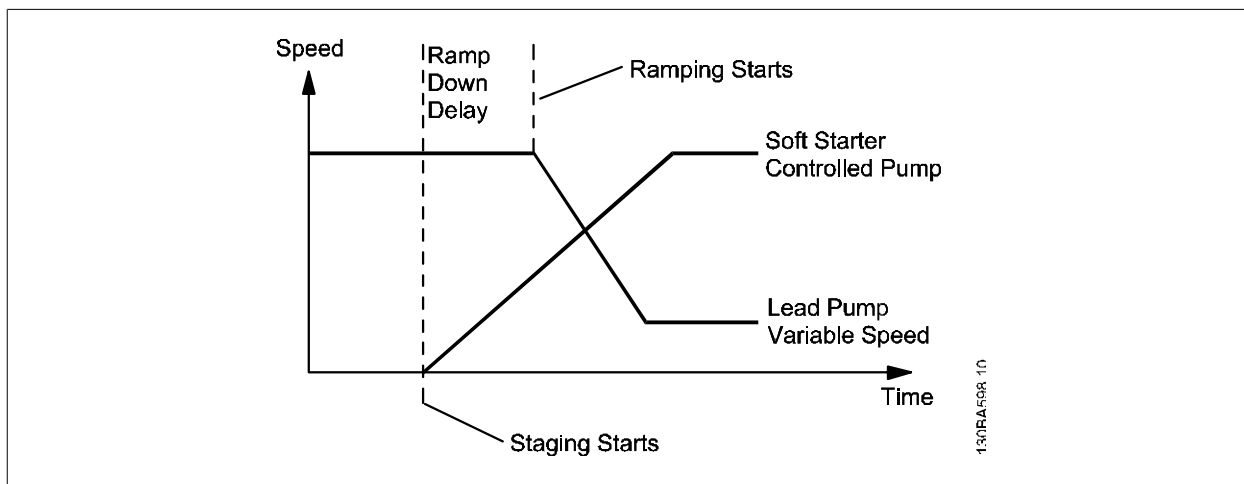 Speed
Ramp
Down
Delay
Ramping Starts
Soft Starter
Controlled Pump
Lead Pump
Variable Speed
Time
Staging Starts
130BA598.10